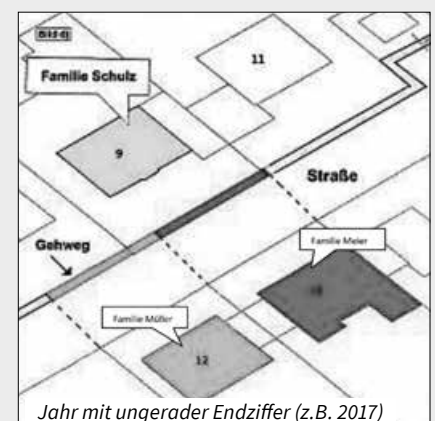 Familie Schulz
11
9
Straße
Gehweg
Familie Meier
Familie Müller
12
Jahr mit ungerader Endziffer (z.B. 2017)